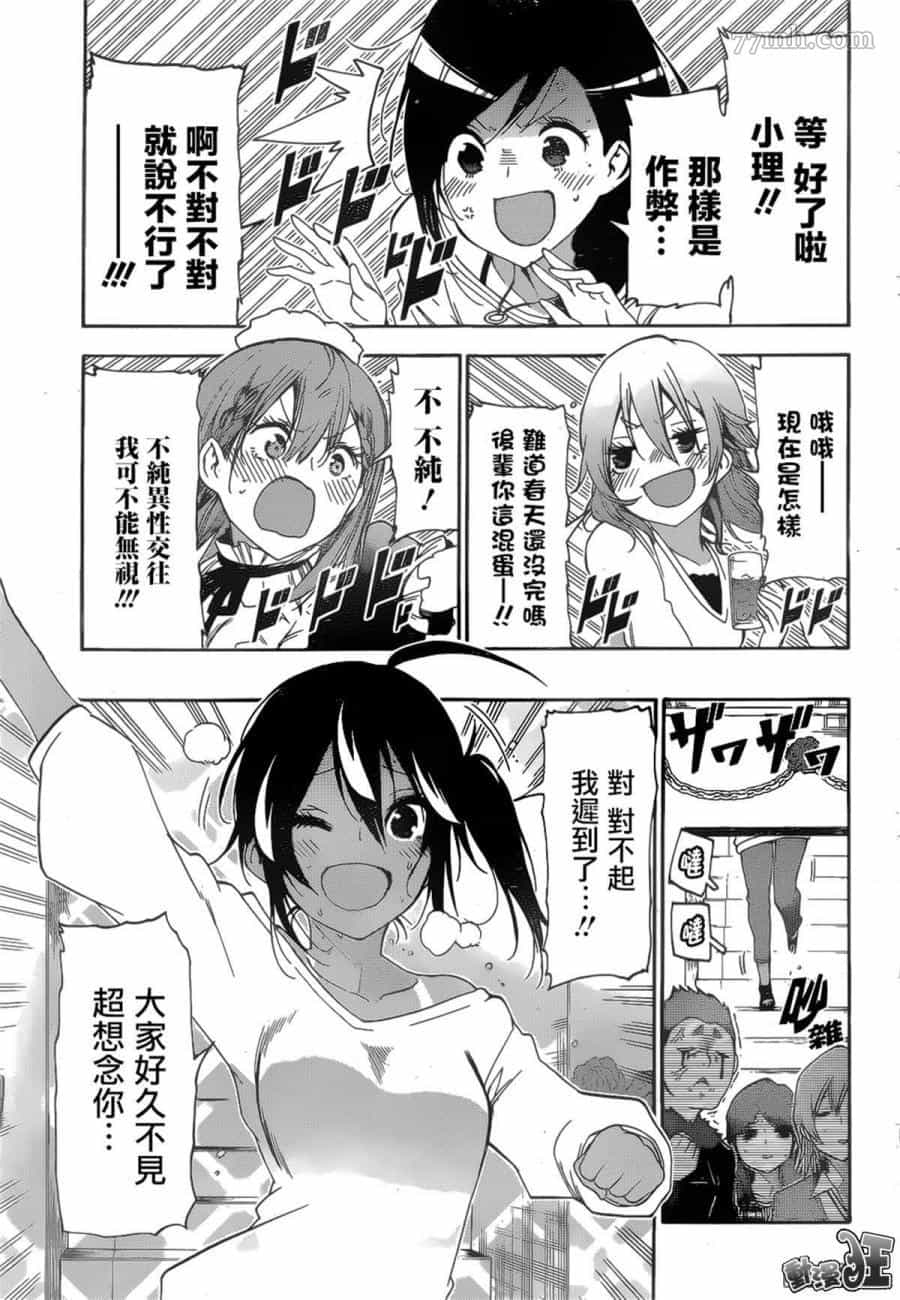 77mh.com
等 好了啦
小理!!
那樣是
作弊…
啊不對不對
就說不行了
——!!!
ドドドド
哦哦—
現在是怎樣
難道春天還沒完嗎
後輩你這混蛋—!!
ドドド
不 不純!
不純異性交往
我可不能無視!!!
ドドド
ザワ
ザワ
噠
噠
吵
雜
對 對不起
我遲到了…!!
大家好久不見
超想念你…
動漫狂